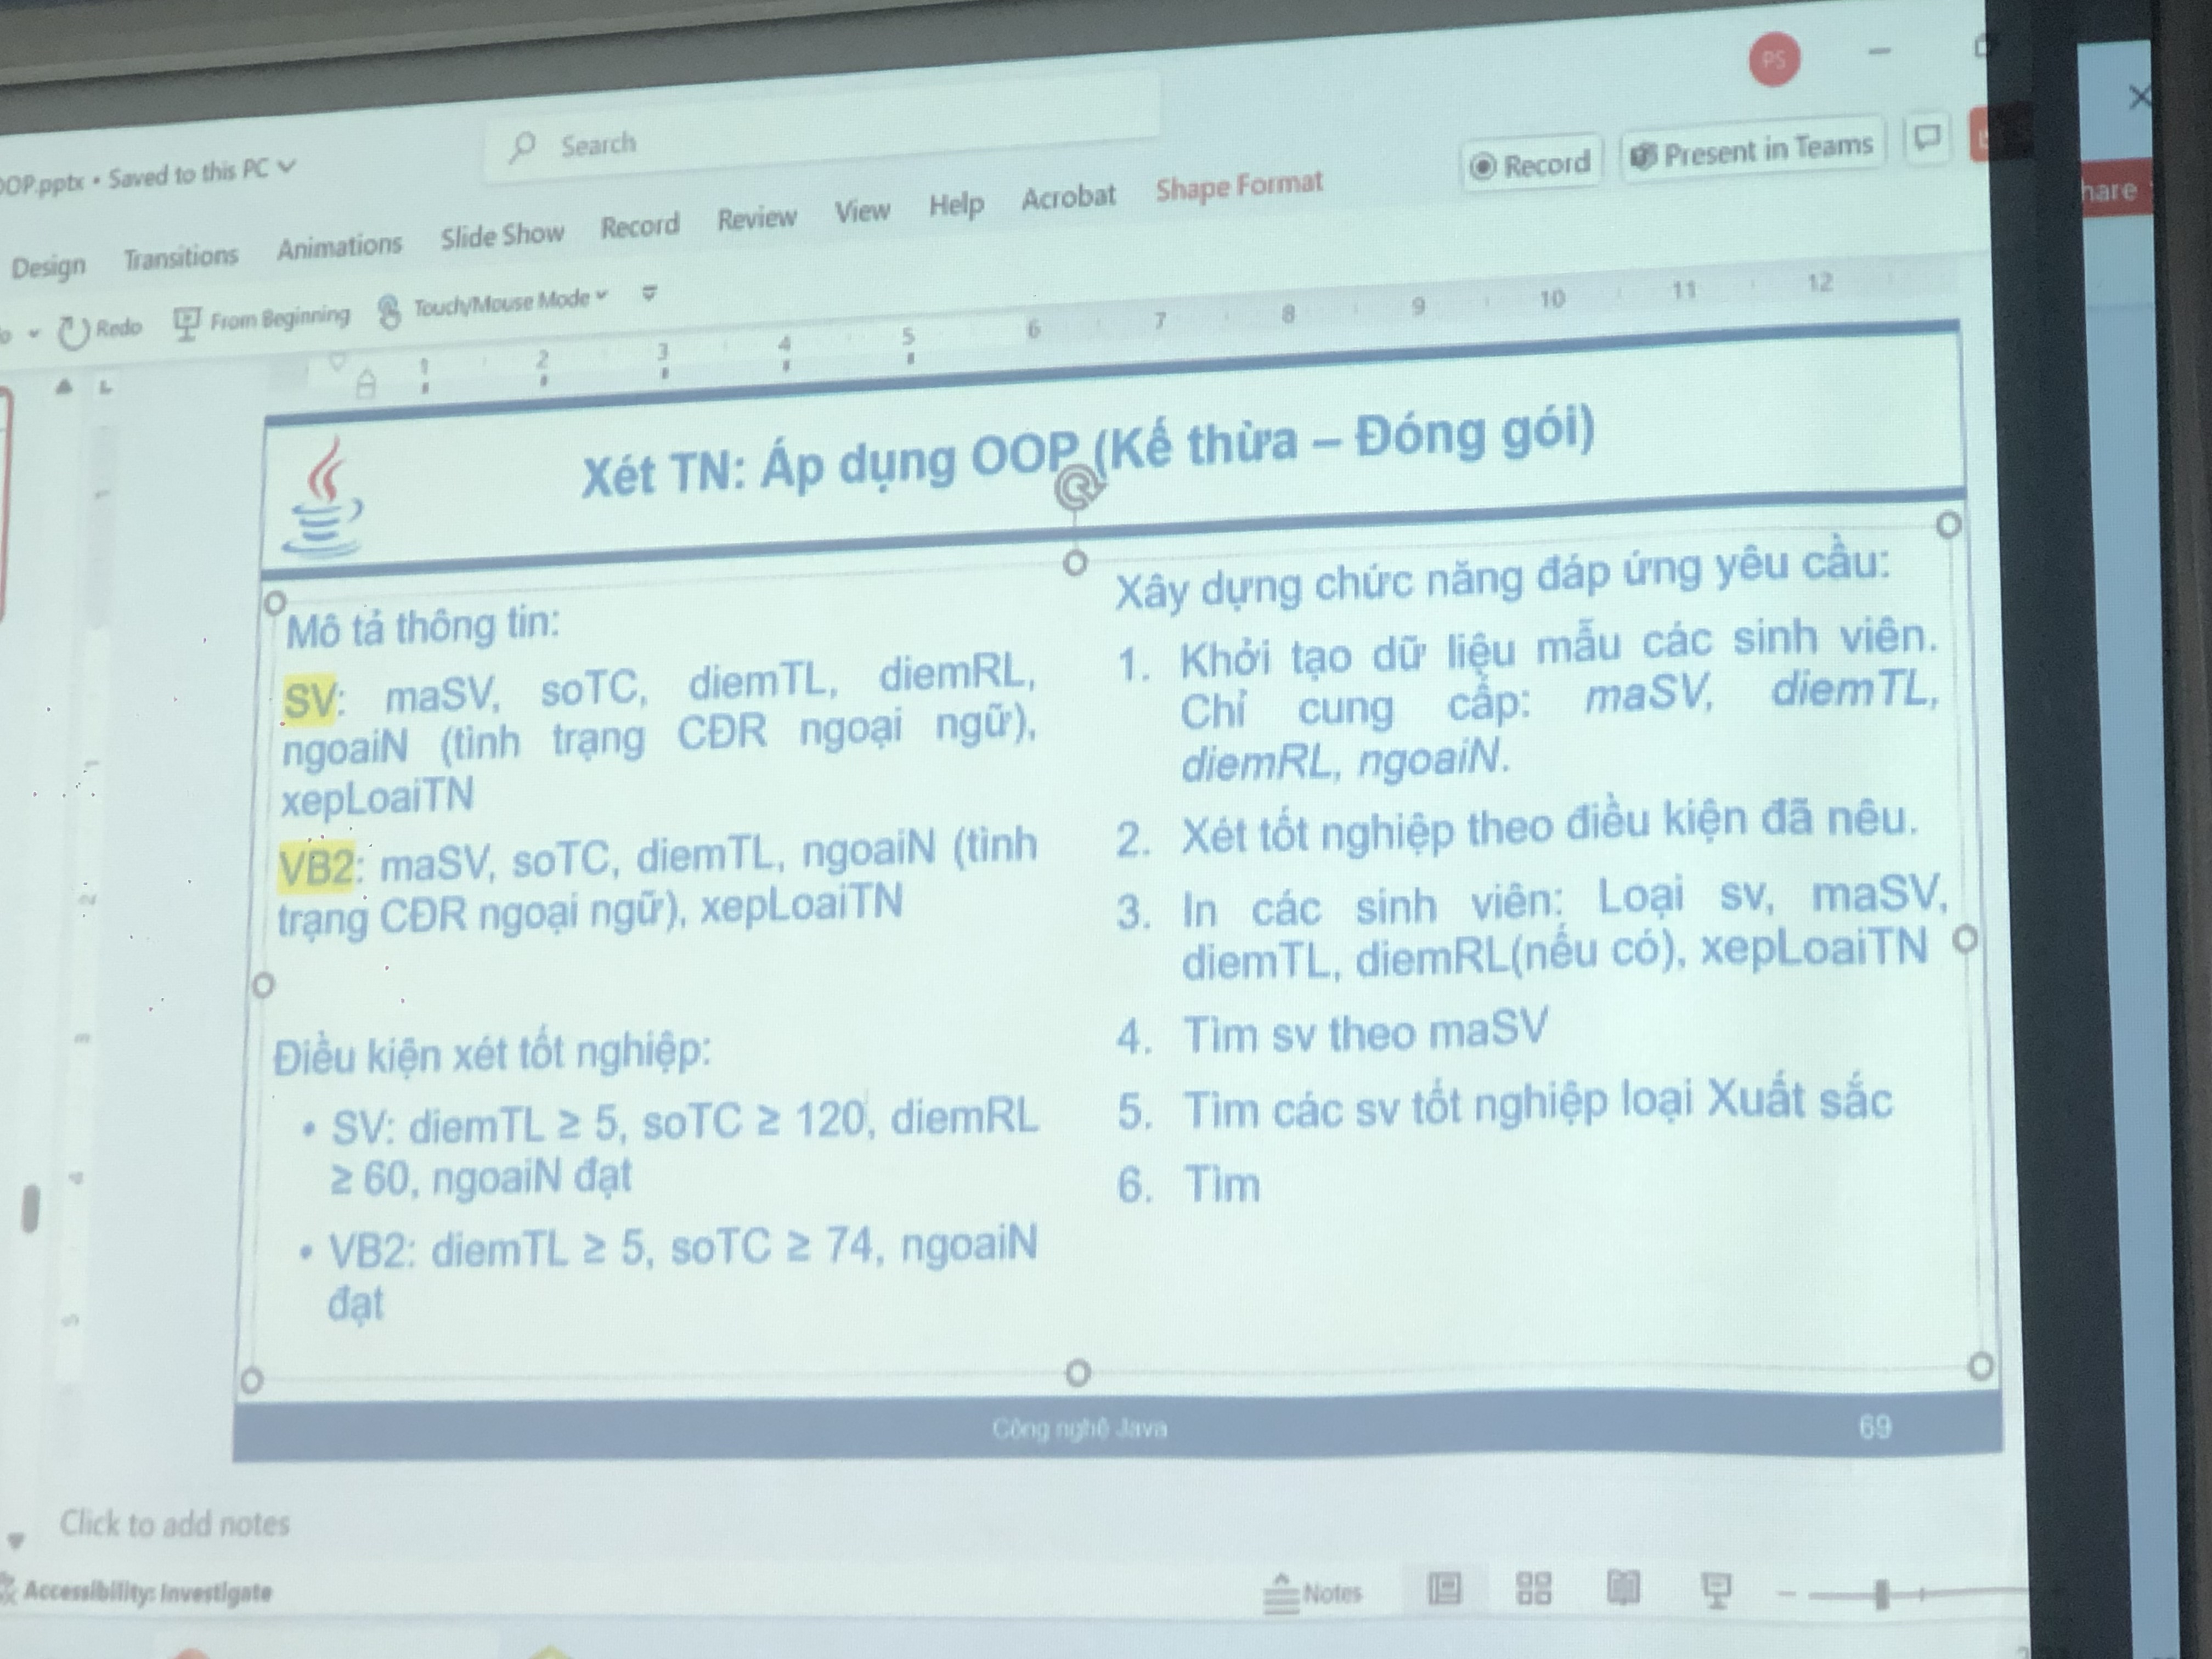 PS
OOP.pptx • Saved to this PC
Search
Record
Present in Teams
hare
Design Transitions Animations Slide Show Record Review View Help Acrobat Shape Format
Redo From Beginning Touch/Mouse Mode
1 2 3 4 5 6 7 8 9 10 11 12
Xét TN: Áp dụng OOP (Kế thừa – Đóng gói)
Mô tả thông tin:
SV: maSV, soTC, diemTL, diemRL,
ngoaiN (tình trạng CĐR ngoại ngữ),
xepLoaiTN
VB2: maSV, soTC, diemTL, ngoaiN (tình
trạng CĐR ngoại ngữ), xepLoaiTN
Điều kiện xét tốt nghiệp:
• SV: diemTL ≥ 5, soTC ≥ 120, diemRL
≥ 60, ngoaiN đạt
• VB2: diemTL ≥ 5, soTC ≥ 74, ngoaiN
đạt
Xây dựng chức năng đáp ứng yêu cầu:
1. Khởi tạo dữ liệu mẫu các sinh viên.
Chỉ cung cấp: maSV, diemTL,
diemRL, ngoaiN.
2. Xét tốt nghiệp theo điều kiện đã nêu.
3. In các sinh viên: Loại sv, maSV,
diemTL, diemRL(nếu có), xepLoaiTN
4. Tìm sv theo maSV
5. Tìm các sv tốt nghiệp loại Xuất sắc
6. Tìm
Công nghệ Java
69
Click to add notes
Accessibility: Investigate
Notes